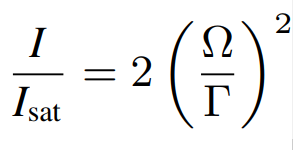 I / I_sat = 2 (Ω / Γ)^2